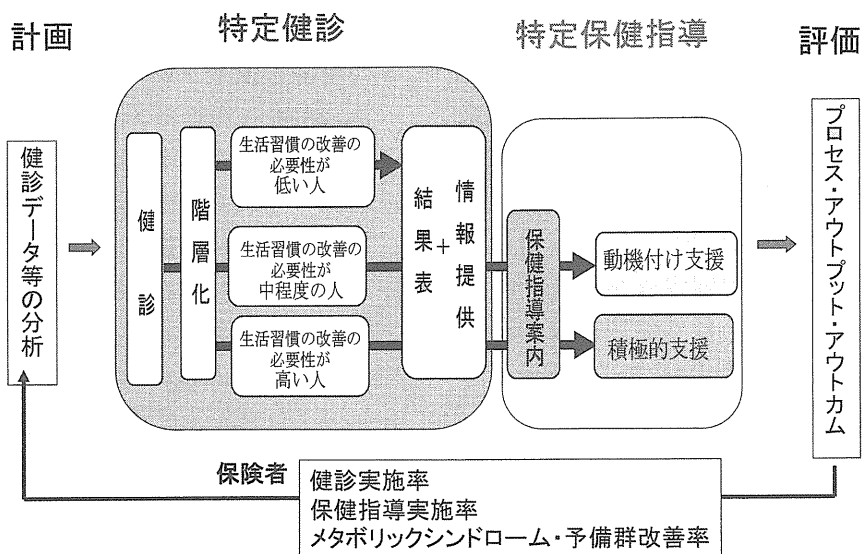 計画
特定健診
特定保健指導
評価
健診データ等の分析
健診
階層化
生活習慣の改善の
必要性が
低い人
生活習慣の改善の
必要性が
中程度の人
生活習慣の改善の
必要性が
高い人
結果表
+
情報提供
保健指導案内
動機付け支援
積極的支援
プロセス・アウトプット・アウトカム
保険者
健診実施率
保健指導実施率
メタボリックシンドローム・予備群改善率